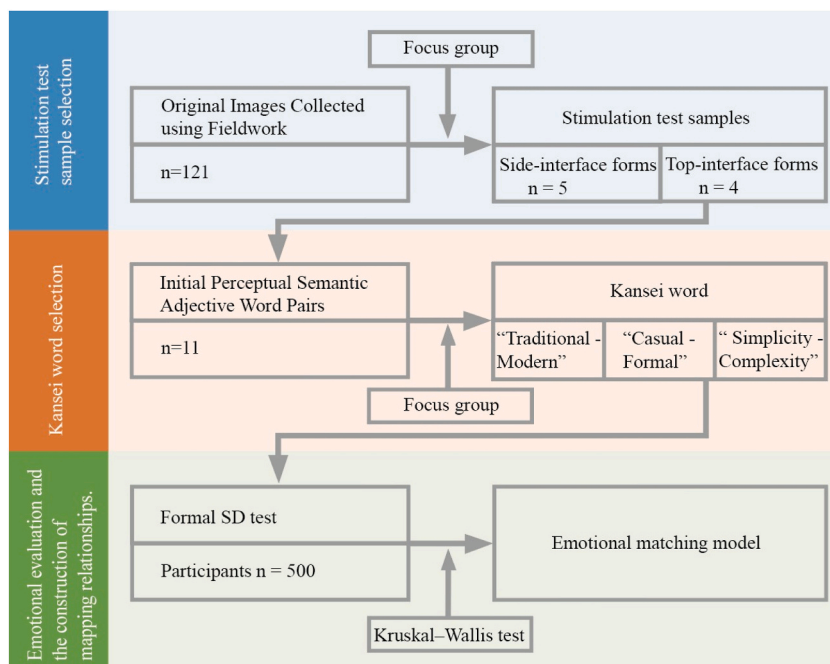 Stimulation test
sample selection
Focus group
Original Images Collected
using Fieldwork
n=121
Stimulation test samples
Side-interface forms
n = 5
Top-interface forms
n = 4
Kansei word selection
Initial Perceptual Semantic
Adjective Word Pairs
n=11
Kansei word
“Traditional -
Modern”
“Casual -
Formal”
“ Simplicity -
Complexity”
Focus group
Emotional evaluation and
the construction of
mapping relationships.
Formal SD test
Participants n = 500
Emotional matching model
Kruskal–Wallis test